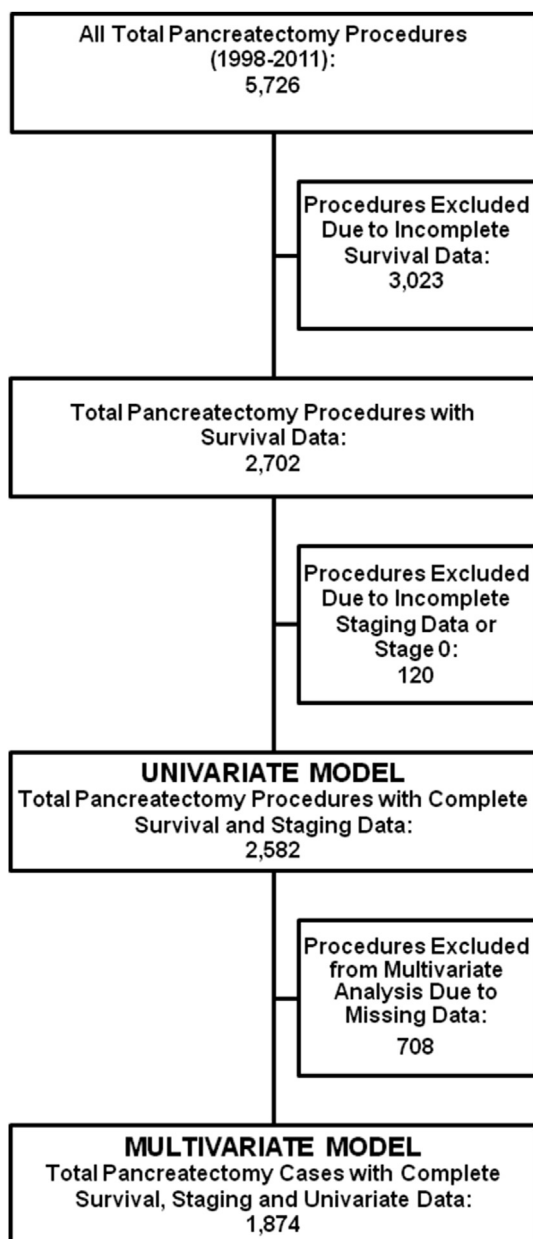 All Total Pancreatectomy Procedures
(1998-2011):
5,726
Procedures Excluded
Due to Incomplete
Survival Data:
3,023
Total Pancreatectomy Procedures with
Survival Data:
2,702
Procedures Excluded
Due to Incomplete
Staging Data or
Stage 0:
120
UNIVARIATE MODEL
Total Pancreatectomy Procedures with Complete
Survival and Staging Data:
2,582
Procedures Excluded
from Multivariate
Analysis Due to
Missing Data:
708
MULTIVARIATE MODEL
Total Pancreatectomy Cases with Complete
Survival, Staging and Univariate Data:
1,874